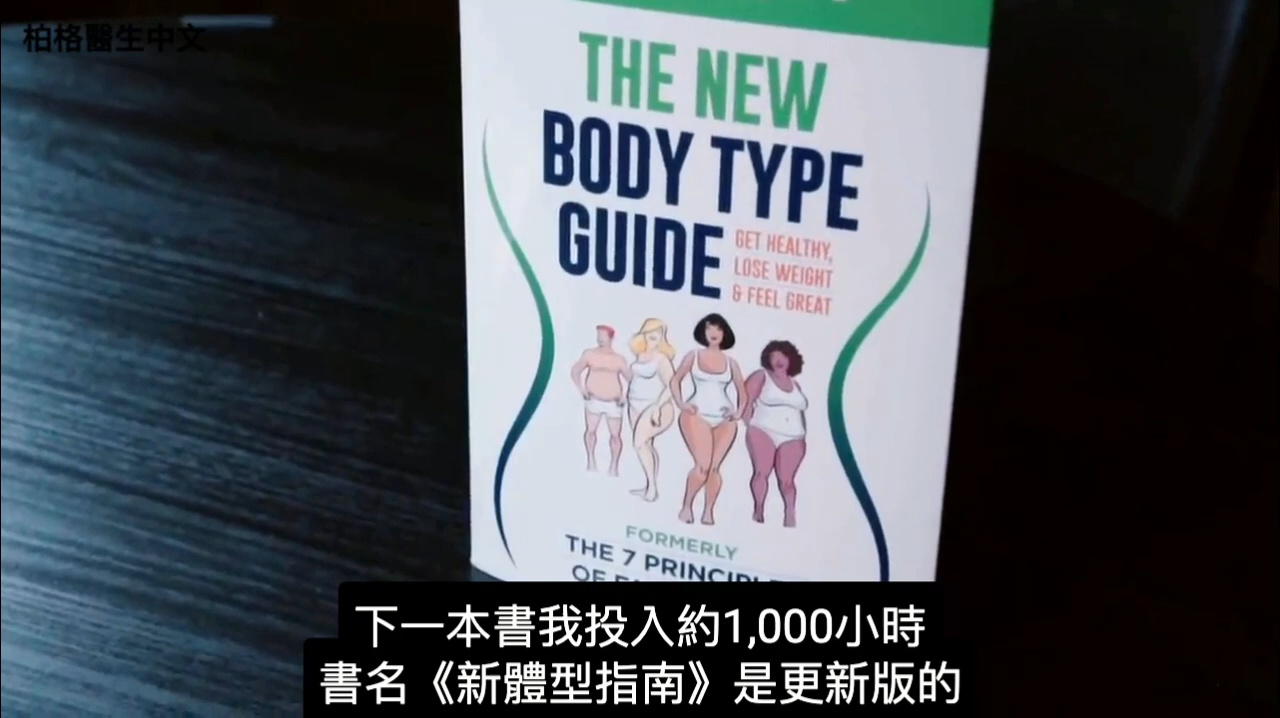 柏格醫生中文
THE NEW
BODY TYPE
GUIDE
GET HEALTHY,
LOSE WEIGHT
& FEEL GREAT
FORMERLY
THE 7
OF
下一本書我投入約1,000小時
書名《新體型指南》是更新版的